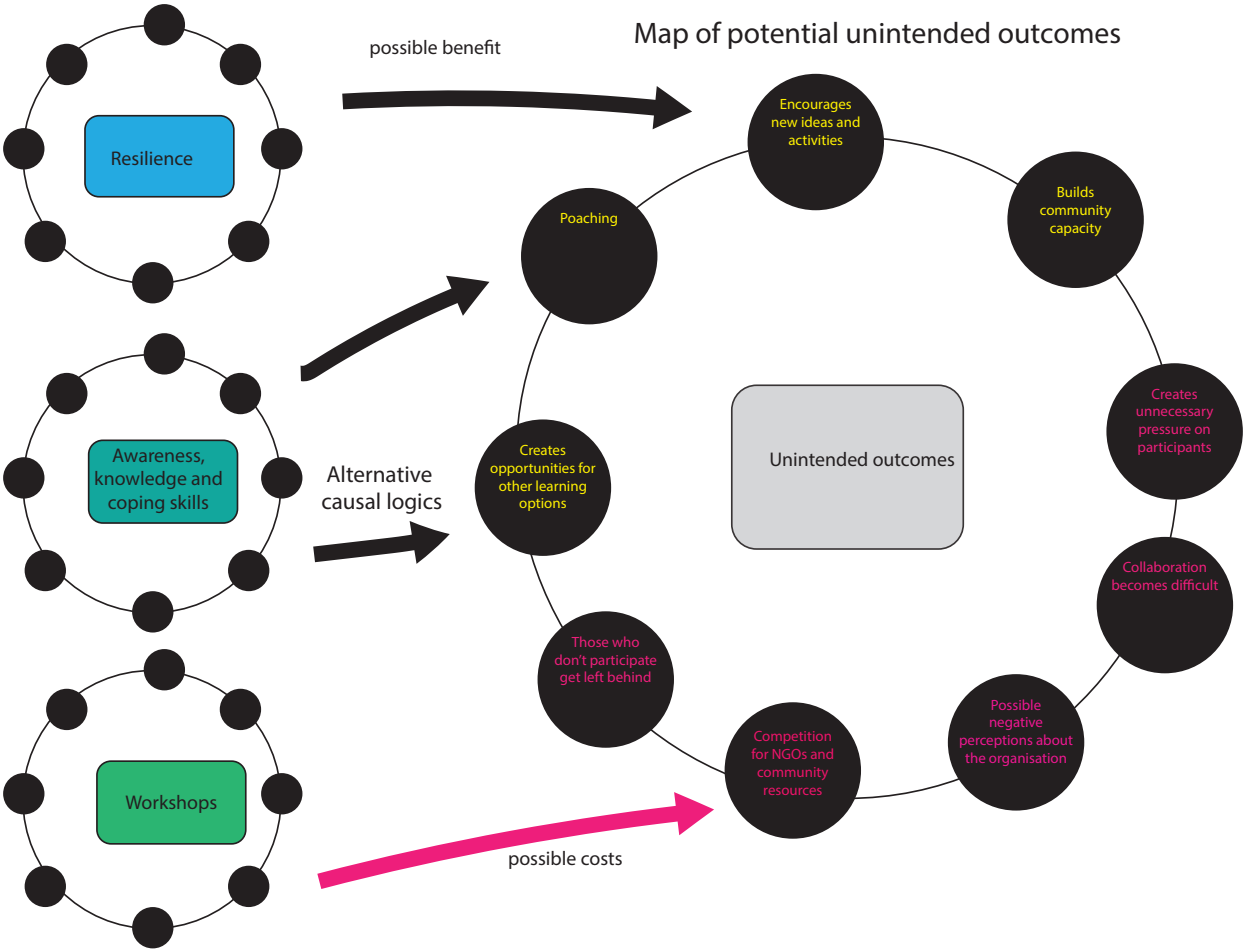 Map of potential unintended outcomes
possible benefit
Resilience
Awareness,
knowledge and
coping skills
Workshops
Alternative
causal logics
possible costs
Encourages
new ideas and
activities
Builds
community
capacity
Poaching
Creates
unnecessary
pressure on
participants
Creates
opportunities for
other learning
options
Unintended outcomes
Collaboration
becomes difficult
Those who
don't participate
get left behind
Possible
negative
perceptions about
the organisation
Competition
for NGOs and
community
resources